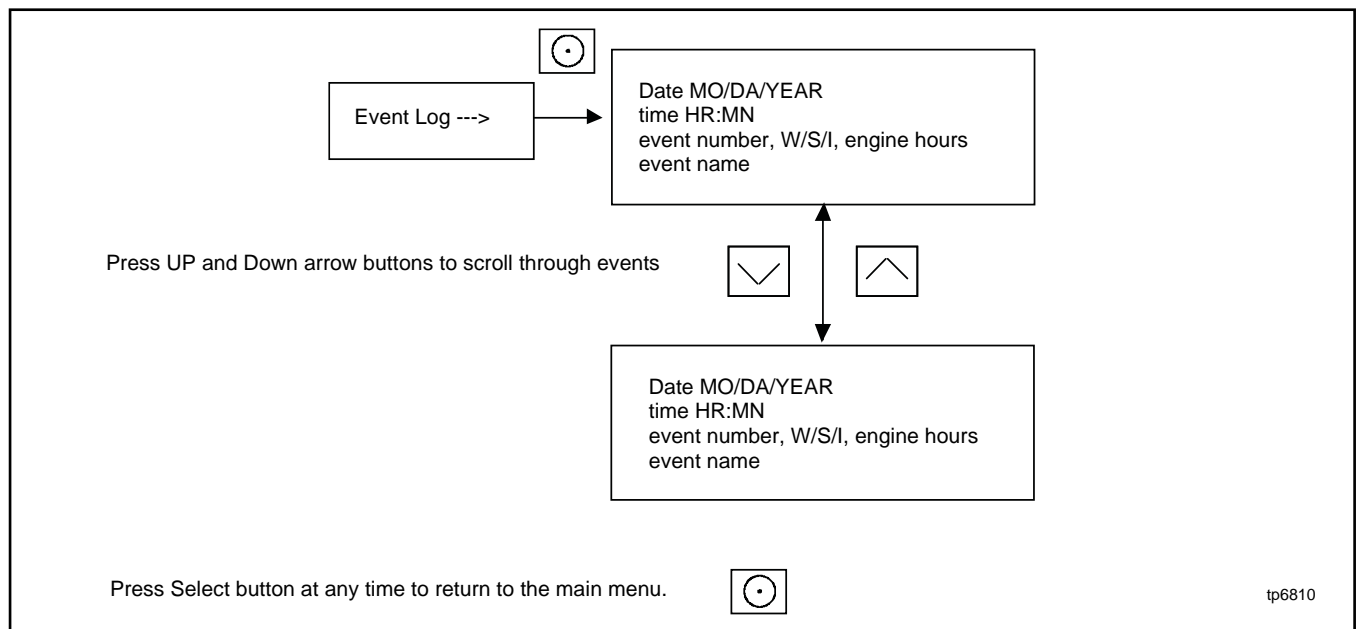 Event Log --->
Date MO/DA/YEAR
time HR:MN
event number, W/S/I, engine hours
event name
Press UP and Down arrow buttons to scroll through events
Date MO/DA/YEAR
time HR:MN
event number, W/S/I, engine hours
event name
Press Select button at any time to return to the main menu.
tp6810